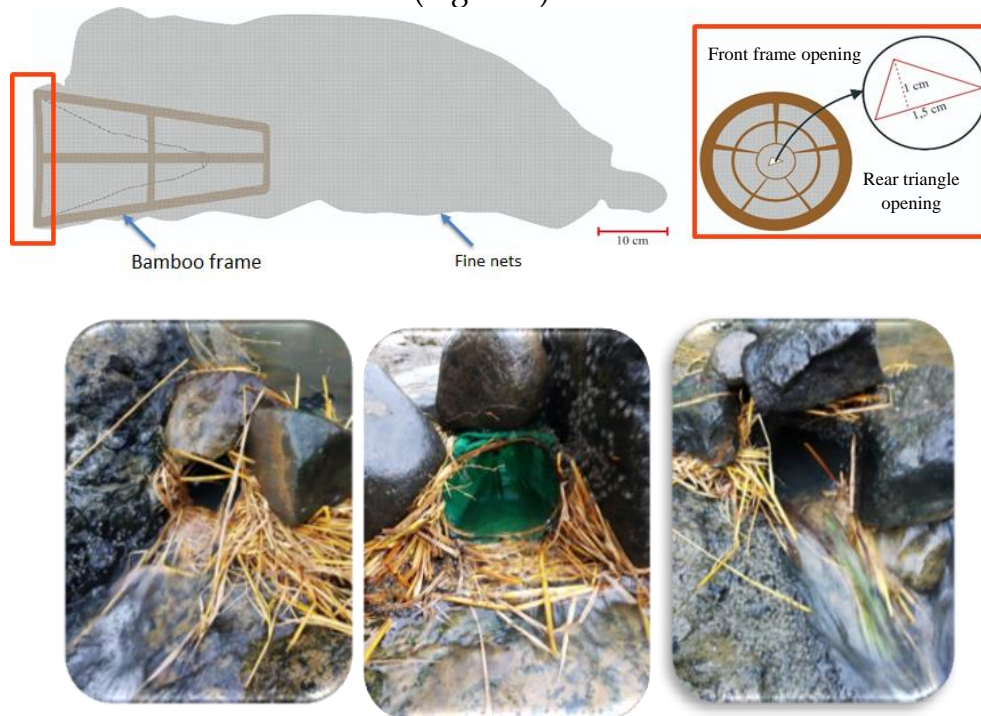 Front frame opening
1 cm
1,5 cm
Rear triangle
opening
10 cm
Bamboo frame
Fine nets